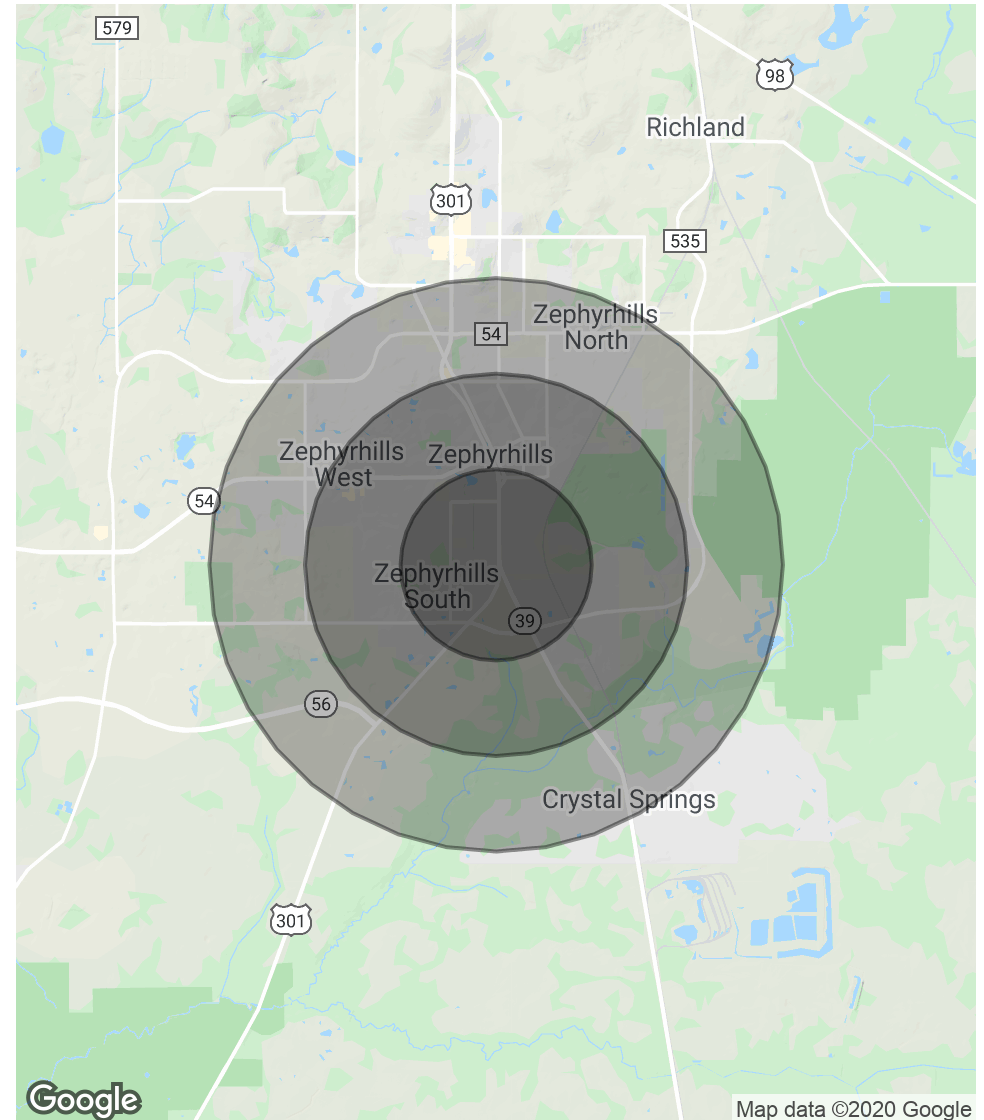 579
98
Richland
301
535
Zephyrhills
North
54
Zephyrhills
West
Zephyrhills
54
Zephyrhills
South
39
56
Crystal Springs
301
Google
Map data ©2020 Google